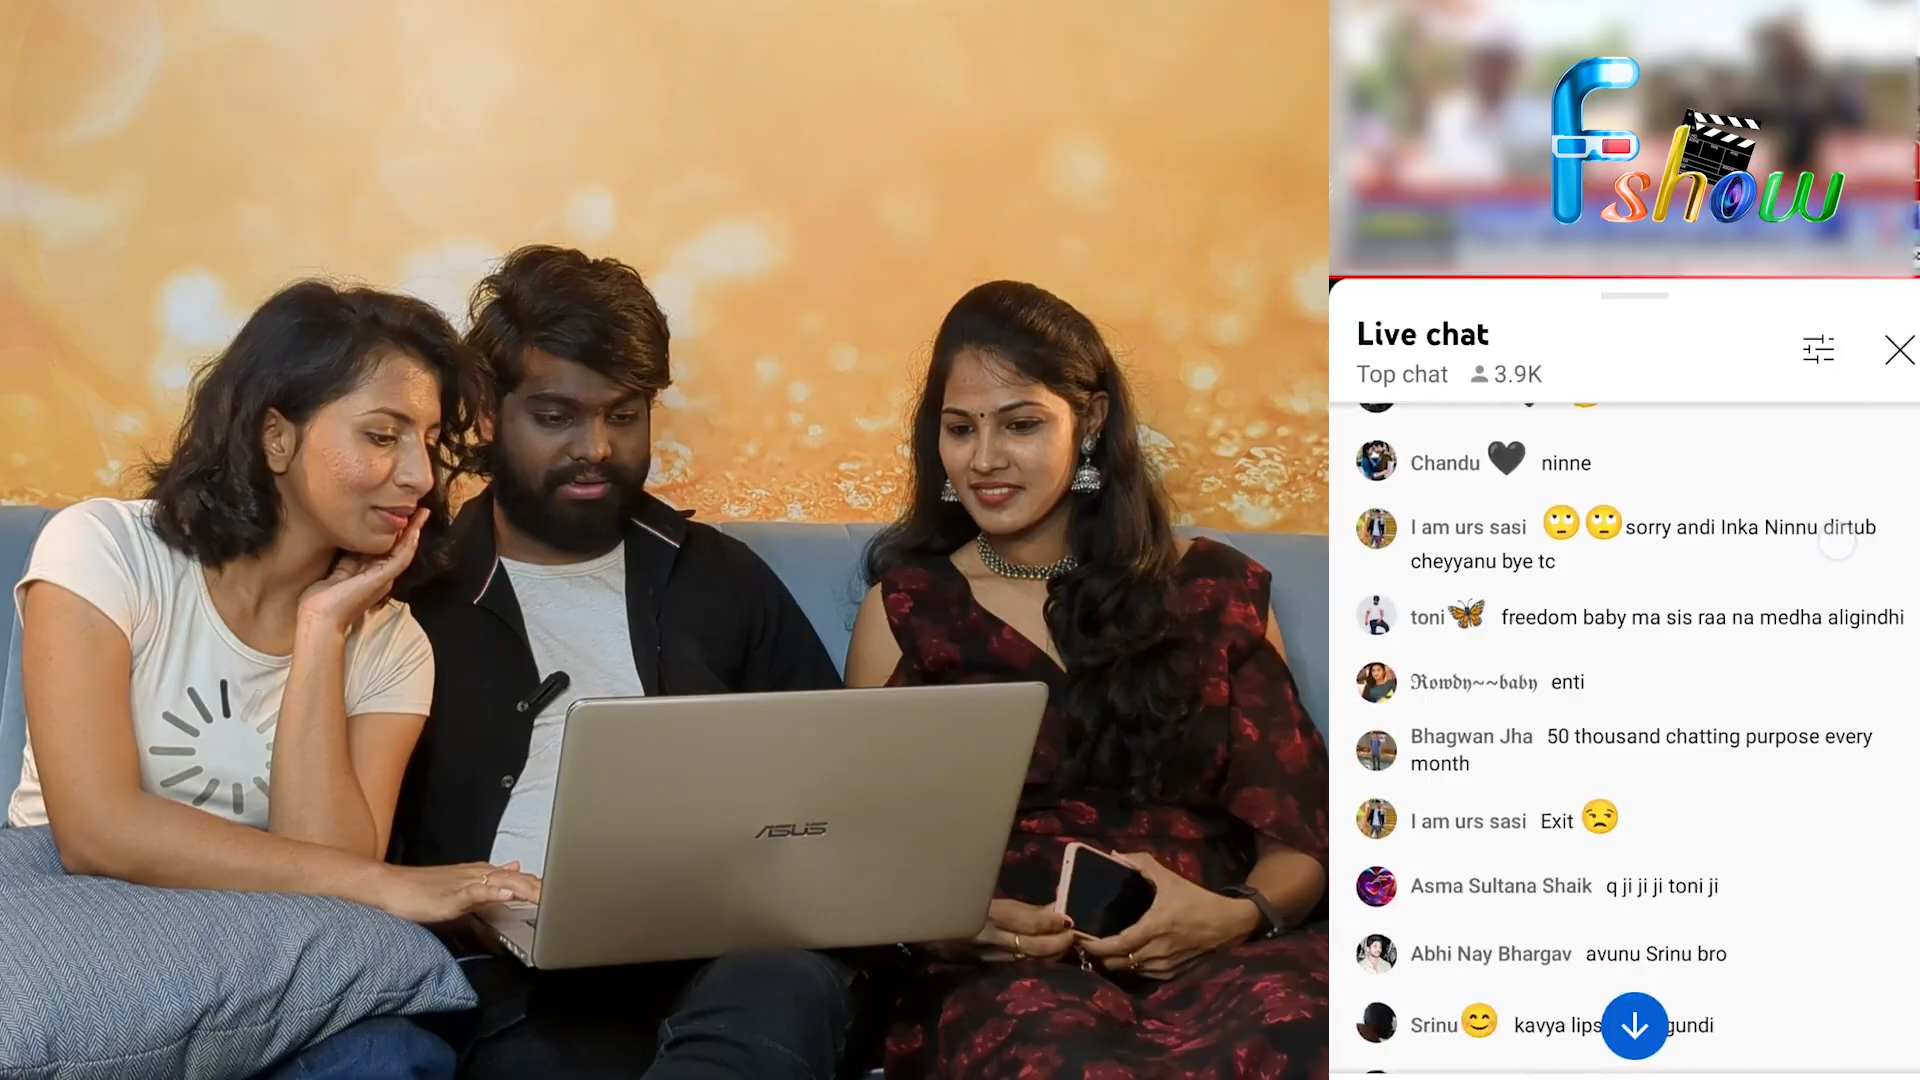 Fshow
Live chat
Top chat 3.9K
Chandu🖤 ninne
I am urs sasi 🙄🙄sorry andi Inka Ninnu dirtub
cheyyanu bye tc
toni🦋 freedom baby ma sis raa na medha aligindhi
𝕽𝖔𝖜𝖉𝖞~~𝖇𝖆𝖇𝖞 enti
Bhagwan Jha 50 thousand chatting purpose every
month
I am urs sasi Exit 😒
Asma Sultana Shaik q ji ji ji toni ji
Abhi Nay Bhargav avunu Srinu bro
Srinu😊 kavya
ASUS